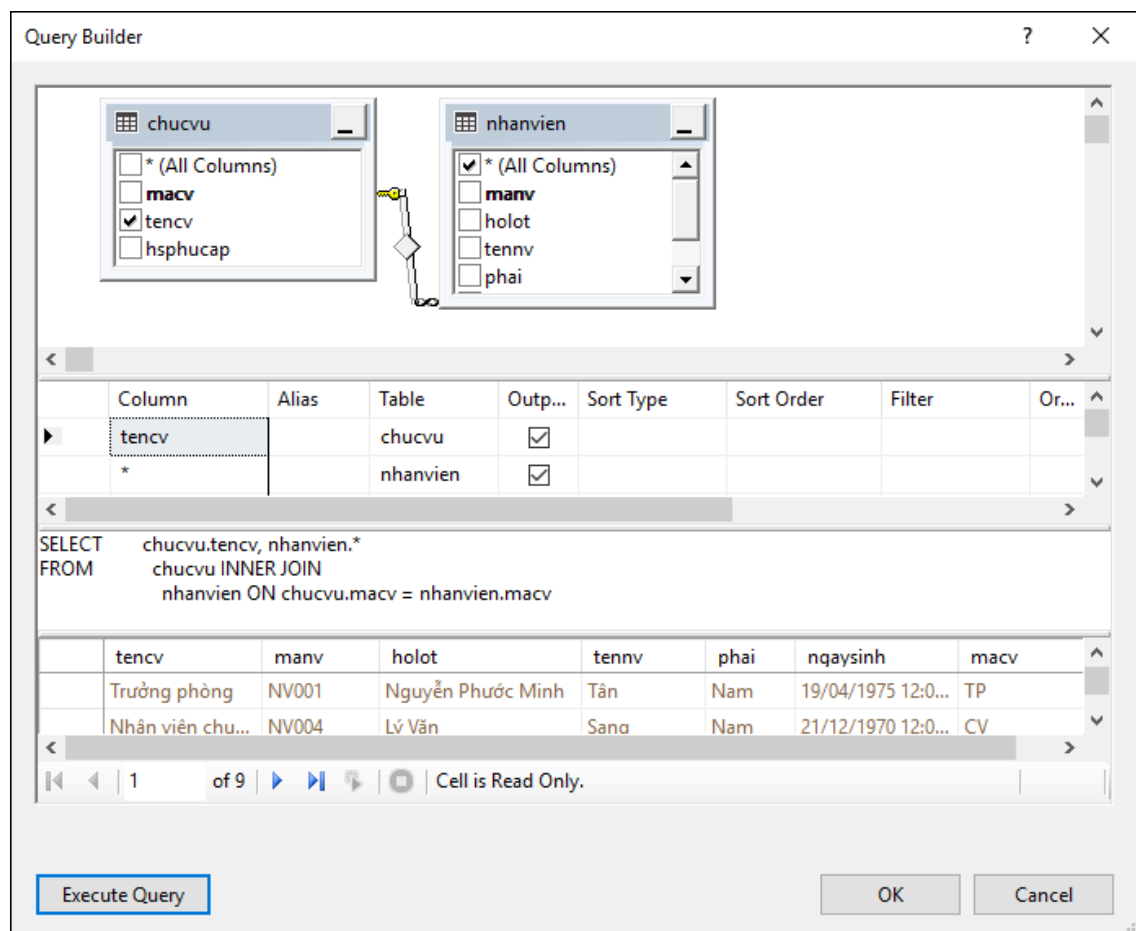 Query Builder ?
chucvu
* (All Columns)
macv
tencv
hsphucap
nhanvien
* (All Columns)
manv
holot
tennv
phai
Column Alias Table Outp... Sort Type Sort Order Filter Or...
tencv chucvu
* nhanvien
SELECT chucvu.tencv, nhanvien.*
FROM chucvu INNER JOIN
nhanvien ON chucvu.macv = nhanvien.macv
tencv manv holot tennv phai ngaysinh macv
Trưởng phòng NV001 Nguyễn Phước Minh Tân Nam 19/04/1975 12:0... TP
Nhân viên chu... NV004 Lý Văn Sang Nam 21/12/1970 12:0... CV
1 of 9 Cell is Read Only.
Execute Query OK Cancel